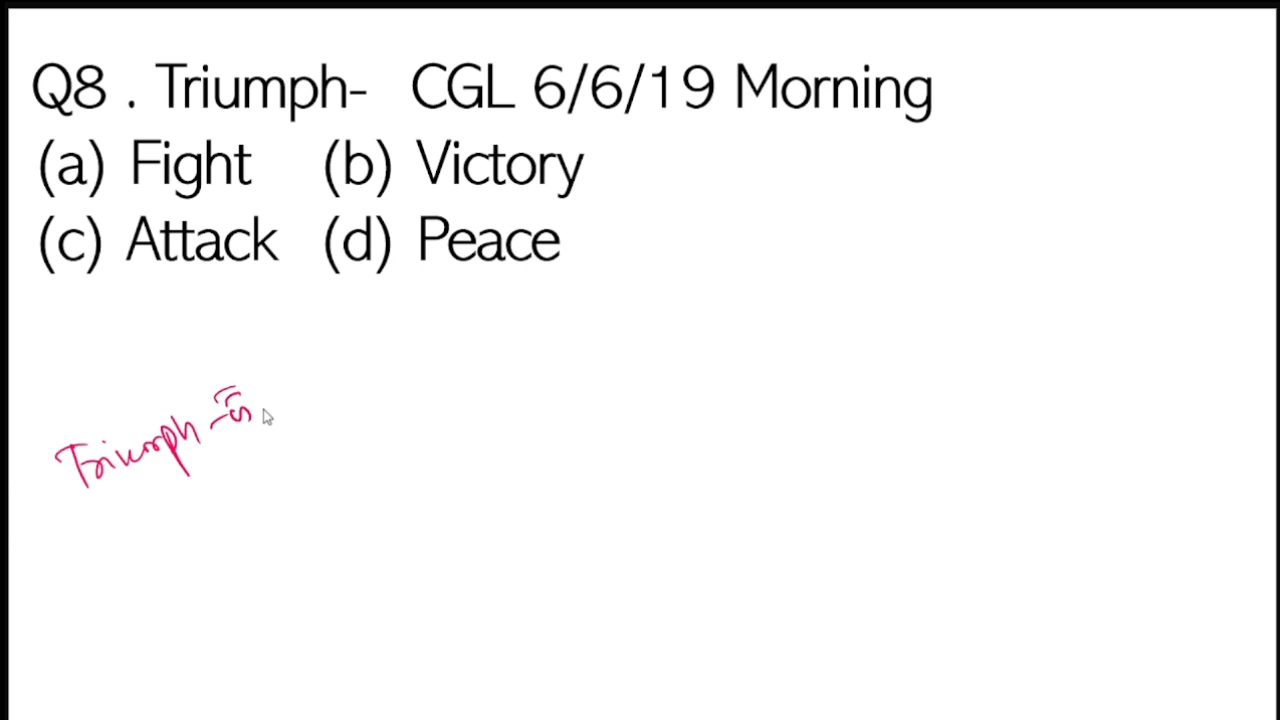 Q8 . Triumph- CGL 6/6/19 Morning
(a) Fight (b) Victory
(c) Attack (d) Peace
Triumph -